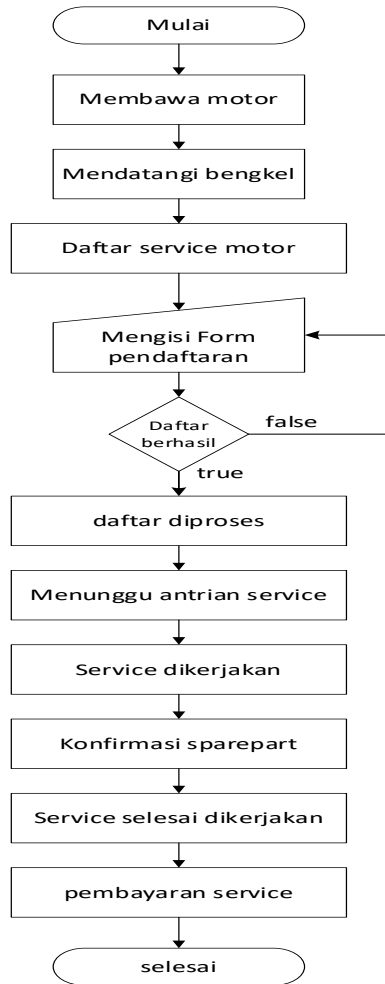 Mulai
Membawa motor
Mendatangi bengkel
Daftar service motor
Mengisi Form
pendaftaran
Daftar
berhasil
false
true
daftar diproses
Menunggu antrian service
Service dikerjakan
Konfirmasi sparepart
Service selesai dikerjakan
pembayaran service
selesai